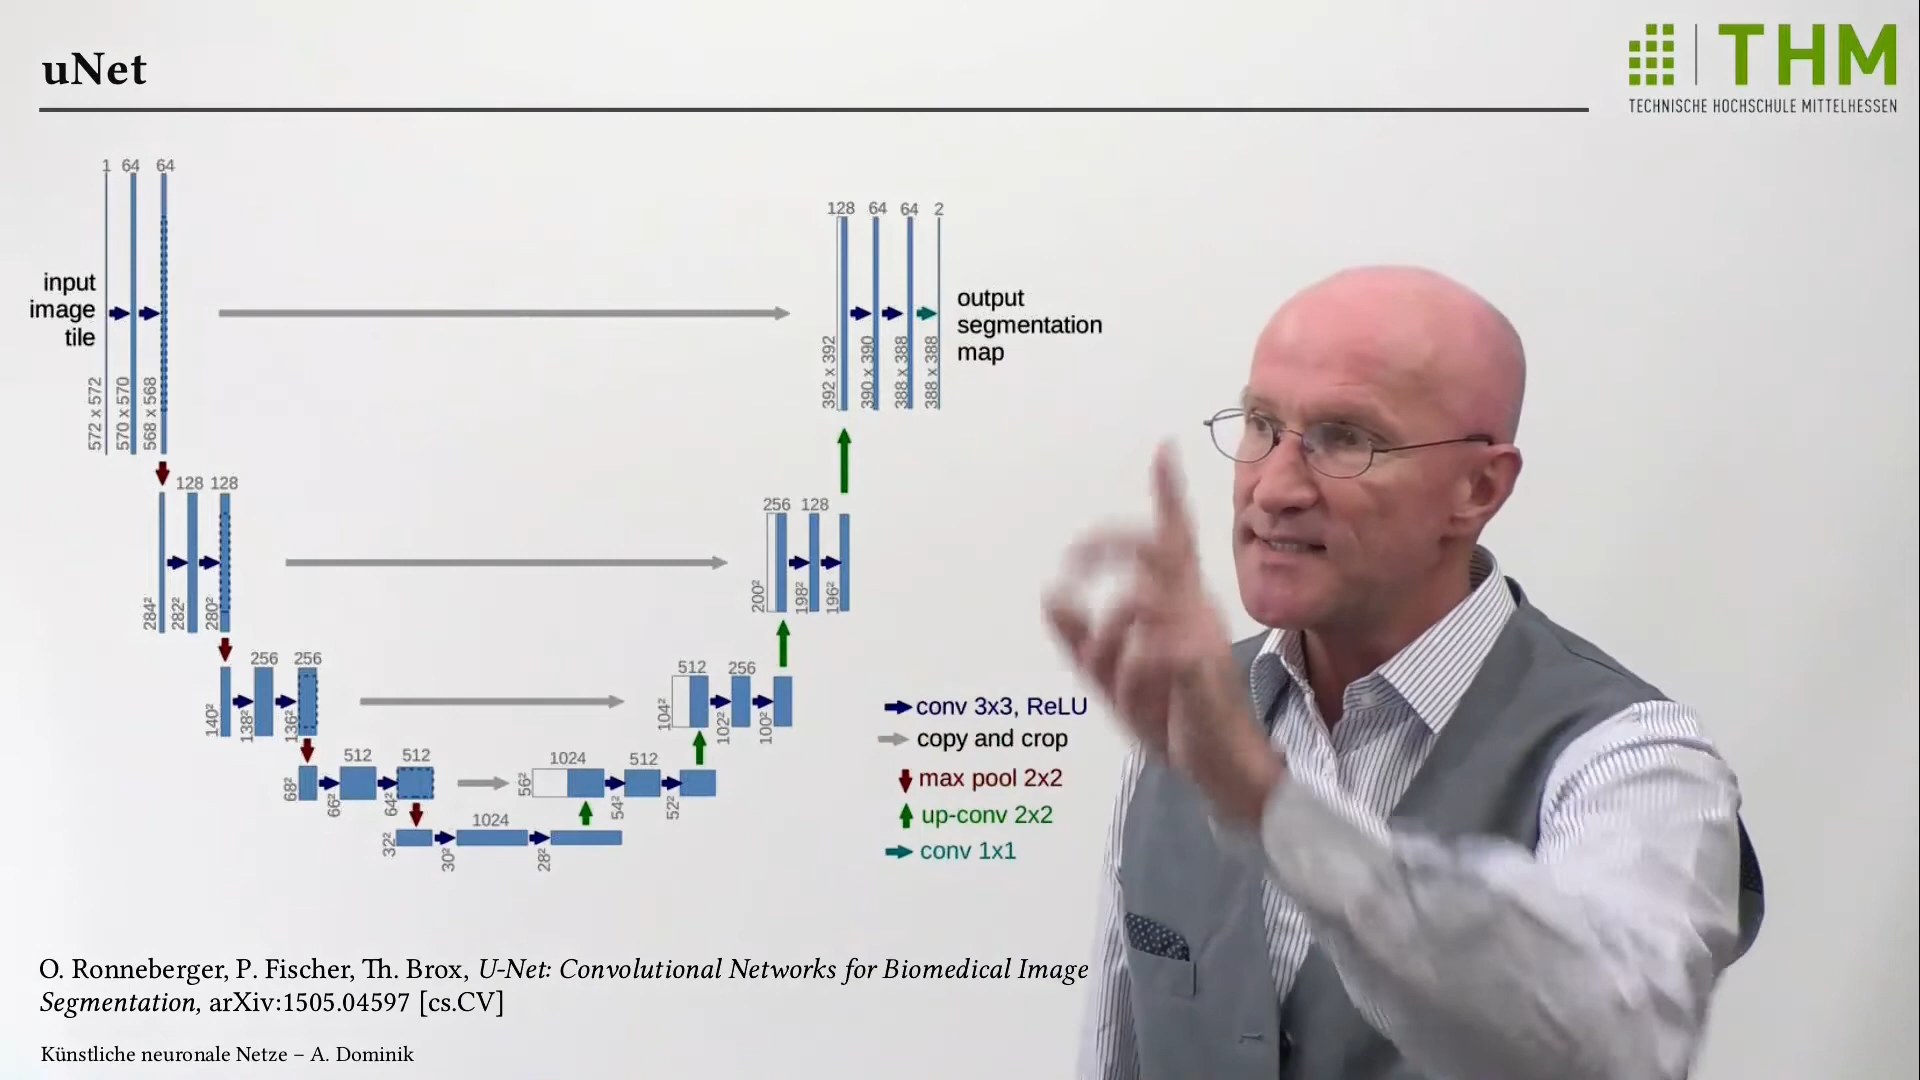 uNet
THM
TECHNISCHE HOCHSCHULE MITTELHESSEN
1 64 64
128 64 64 2
input
image
tile
output
segmentation
map
572 x 572
570 x 570
568 x 568
392 x 392
390 x 390
388 x 388
388 x 388
128 128
256 128
284²
282²
280²
200²
198²
196²
256 256
512 256
140²
138²
136²
104²
102²
100²
512 512
1024 512
68²
66²
64²
56²
54²
52²
1024
32²
30²
28²
conv 3x3, ReLU
copy and crop
max pool 2x2
up-conv 2x2
conv 1x1
O. Ronneberger, P. Fischer, Th. Brox, U-Net: Convolutional Networks for Biomedical Image
Segmentation, arXiv:1505.04597 [cs.CV]
Künstliche neuronale Netze – A. Dominik